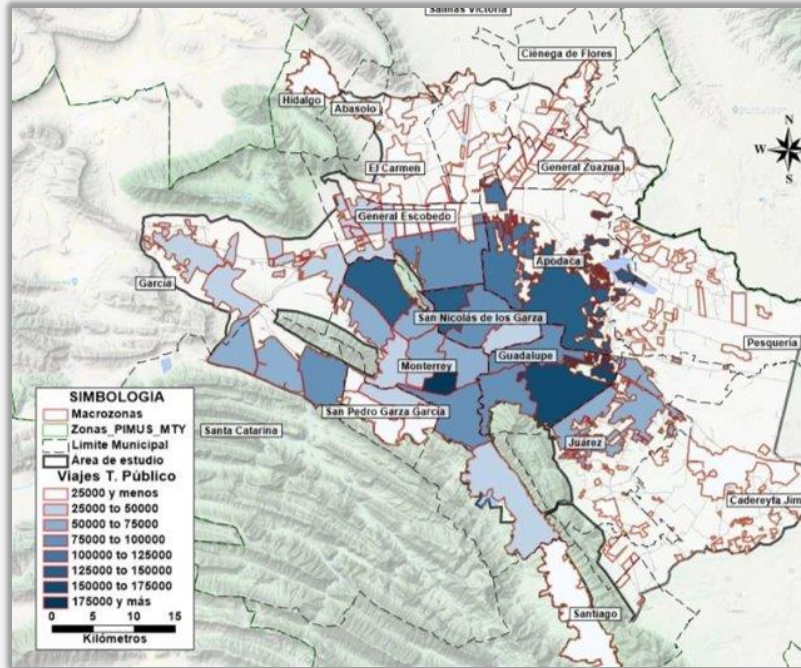 Salinas Victoria
Ciénega de Flores
Hidalgo
Abasolo
El Carmen
General Zuazua
General Escobedo
N
W
S
García
Apodaca
San Nicolás de los Garza
Pesquería
Monterrey
Guadalupe
San Pedro Garza García
Santa Catarina
Juárez
Cadereyta Jim
Santiago
SIMBOLOGIA
Macrozonas
Zonas_PIMUS_MTY
Limite Municipal
Área de estudio
Viajes T. Público
25000 y menos
25000 to 50000
50000 to 75000
75000 to 100000
100000 to 125000
125000 to 150000
150000 to 175000
175000 y más
0 5 10 15
Kilómetros